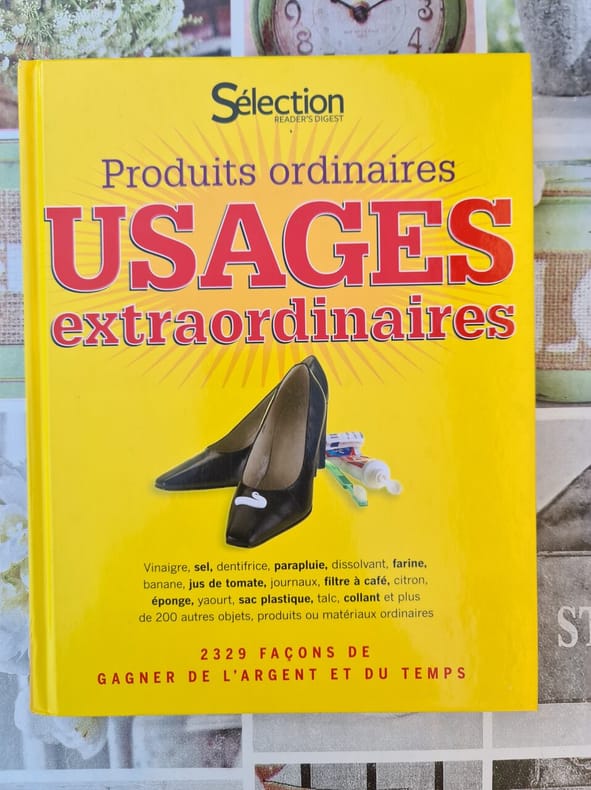 Sélection
READER'S DIGEST
Produits ordinaires
USAGES
extraordinaires
Vinaigre, sel, dentifrice, parapluie, dissolvant, farine,
banane, jus de tomate, journaux, filtre à café, citron,
éponge, yaourt, sac plastique, talc, collant et plus
de 200 autres objets, produits ou matériaux ordinaires
2329 FAÇONS DE
GAGNER DE L'ARGENT ET DU TEMPS
ST